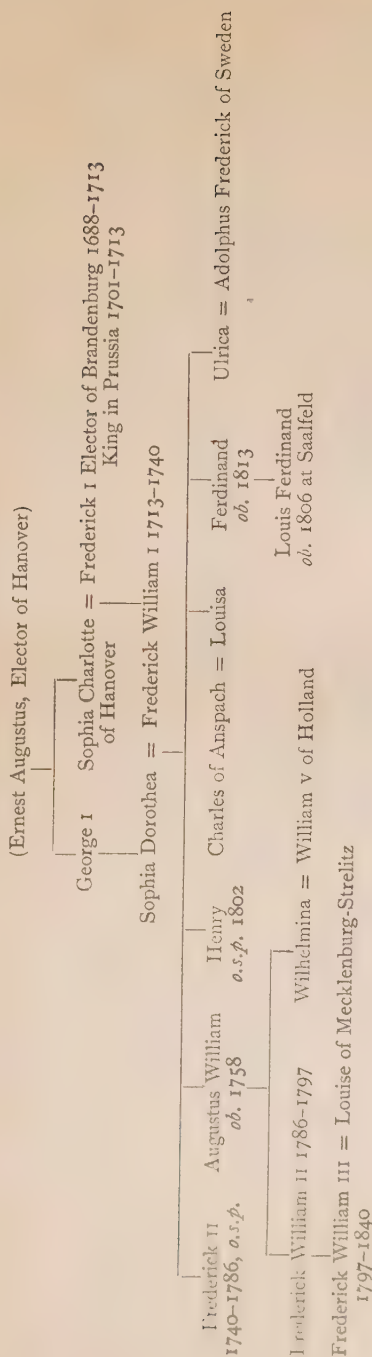 (Ernest Augustus, Elector of Hanover)
George I Sophia Charlotte = Frederick I Elector of Brandenburg 1688–1713
of Hanover King in Prussia 1701–1713
Sophia Dorothea = Frederick William I 1713–1740
Frederick II Augustus William Henry Charles of Anspach = Louisa Ferdinand Ulrica = Adolphus Frederick of Sweden
1740–1786, o.s.p. ob. 1758 o.s.p. 1802 ob. 1813
Louis Ferdinand
ob. 1806 at Saalfeld
Frederick William II 1786–1797 Wilhelmina = William V of Holland
Frederick William III = Louise of Mecklenburg-Strelitz
1797–1840